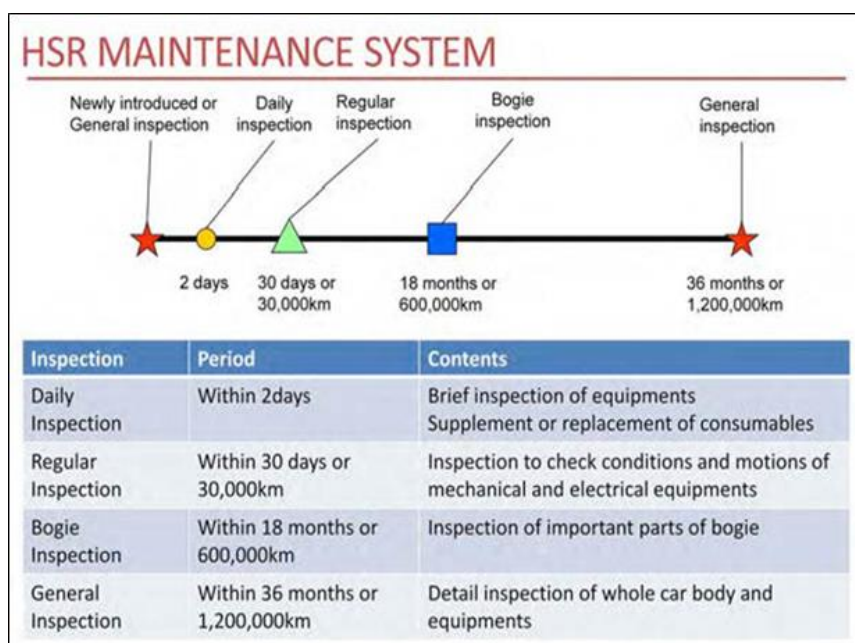 HSR MAINTENANCE SYSTEM
Newly introduced or
General inspection
Daily
inspection
Regular
inspection
Bogie
inspection
General
inspection
2 days
30 days or
30,000km
18 months or
600,000km
36 months or
1,200,000km
Inspection Period Contents
Daily
Inspection
Within 2days
Brief inspection of equipments
Supplement or replacement of consumables
Regular
Inspection
Within 30 days or
30,000km
Inspection to check conditions and motions of
mechanical and electrical equipments
Bogie
Inspection
Within 18 months or
600,000km
Inspection of important parts of bogie
General
Inspection
Within 36 months or
1,200,000km
Detail inspection of whole car body and
equipments